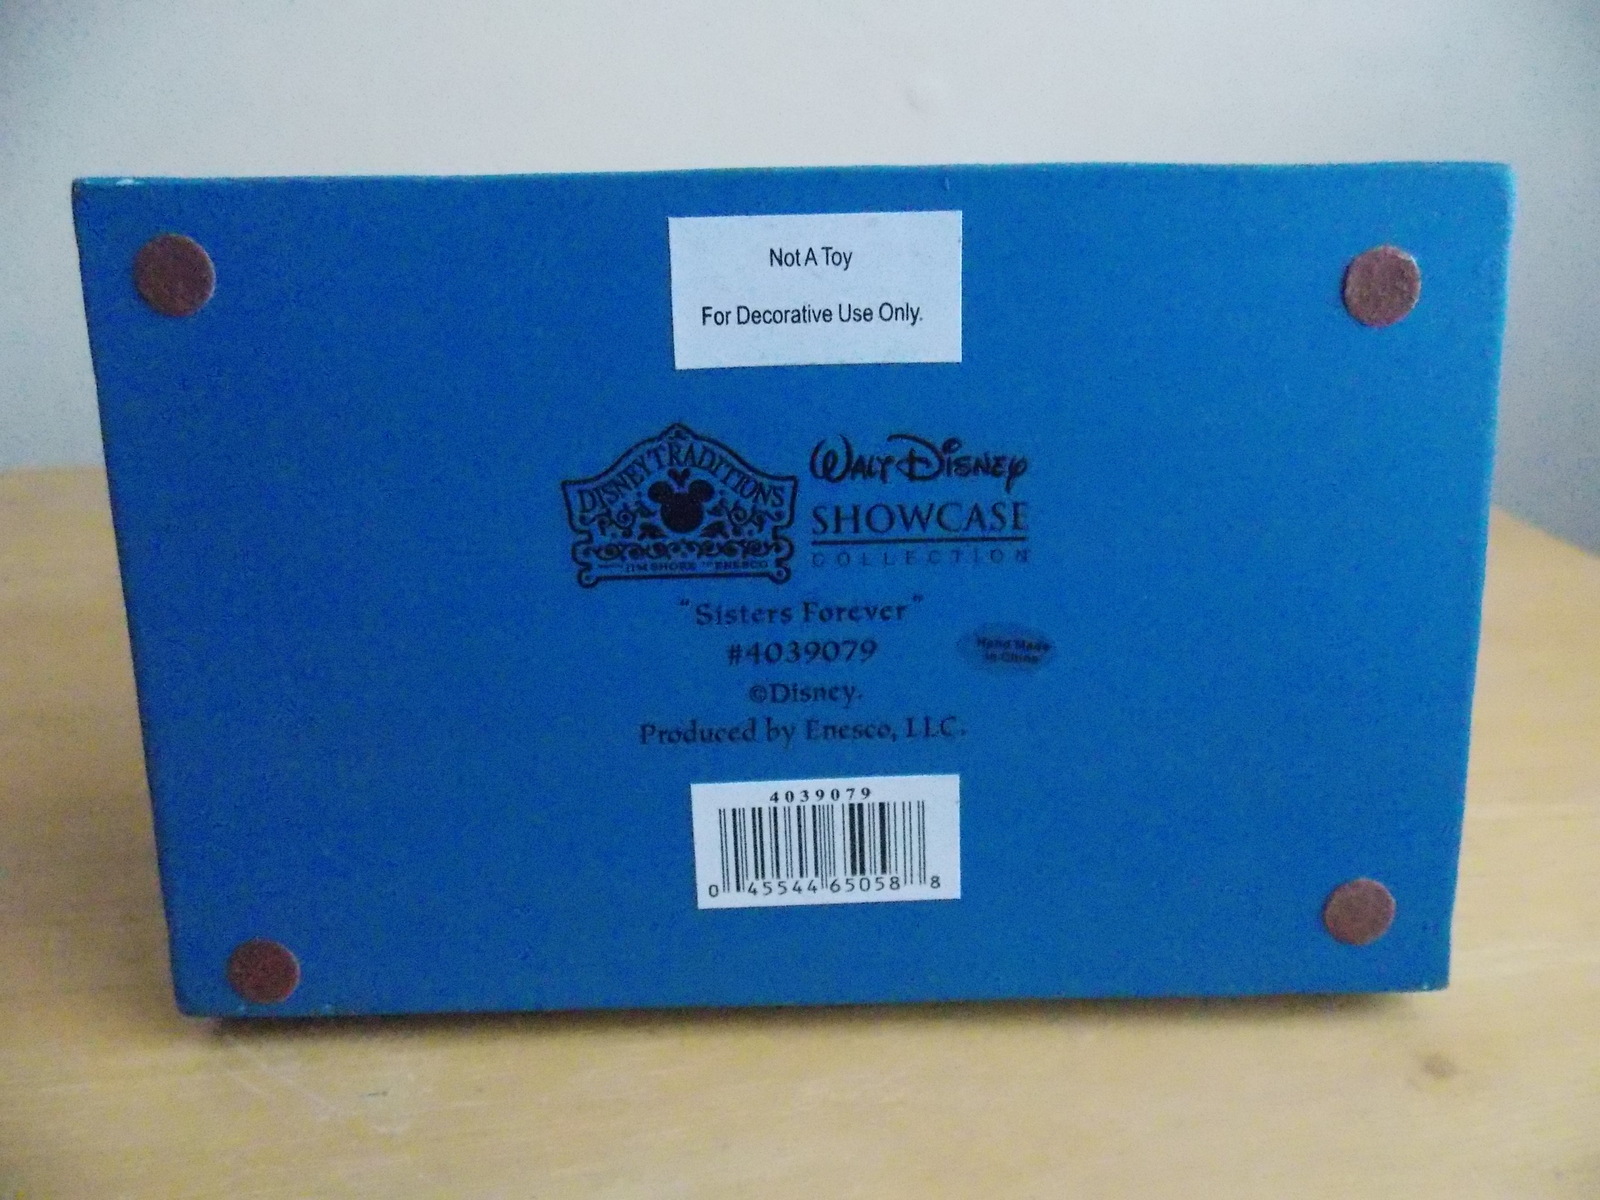 Not A Toy
For Decorative Use Only.
DISNEY TRADITIONS
JIM SHORE ENESCO
WALT DISNEY
SHOWCASE
COLLECTION
"Sisters Forever"
#4039079
Hand Made
in China
©Disney.
Produced by Enesco, LLC.
4039079
0 45544 65058 8